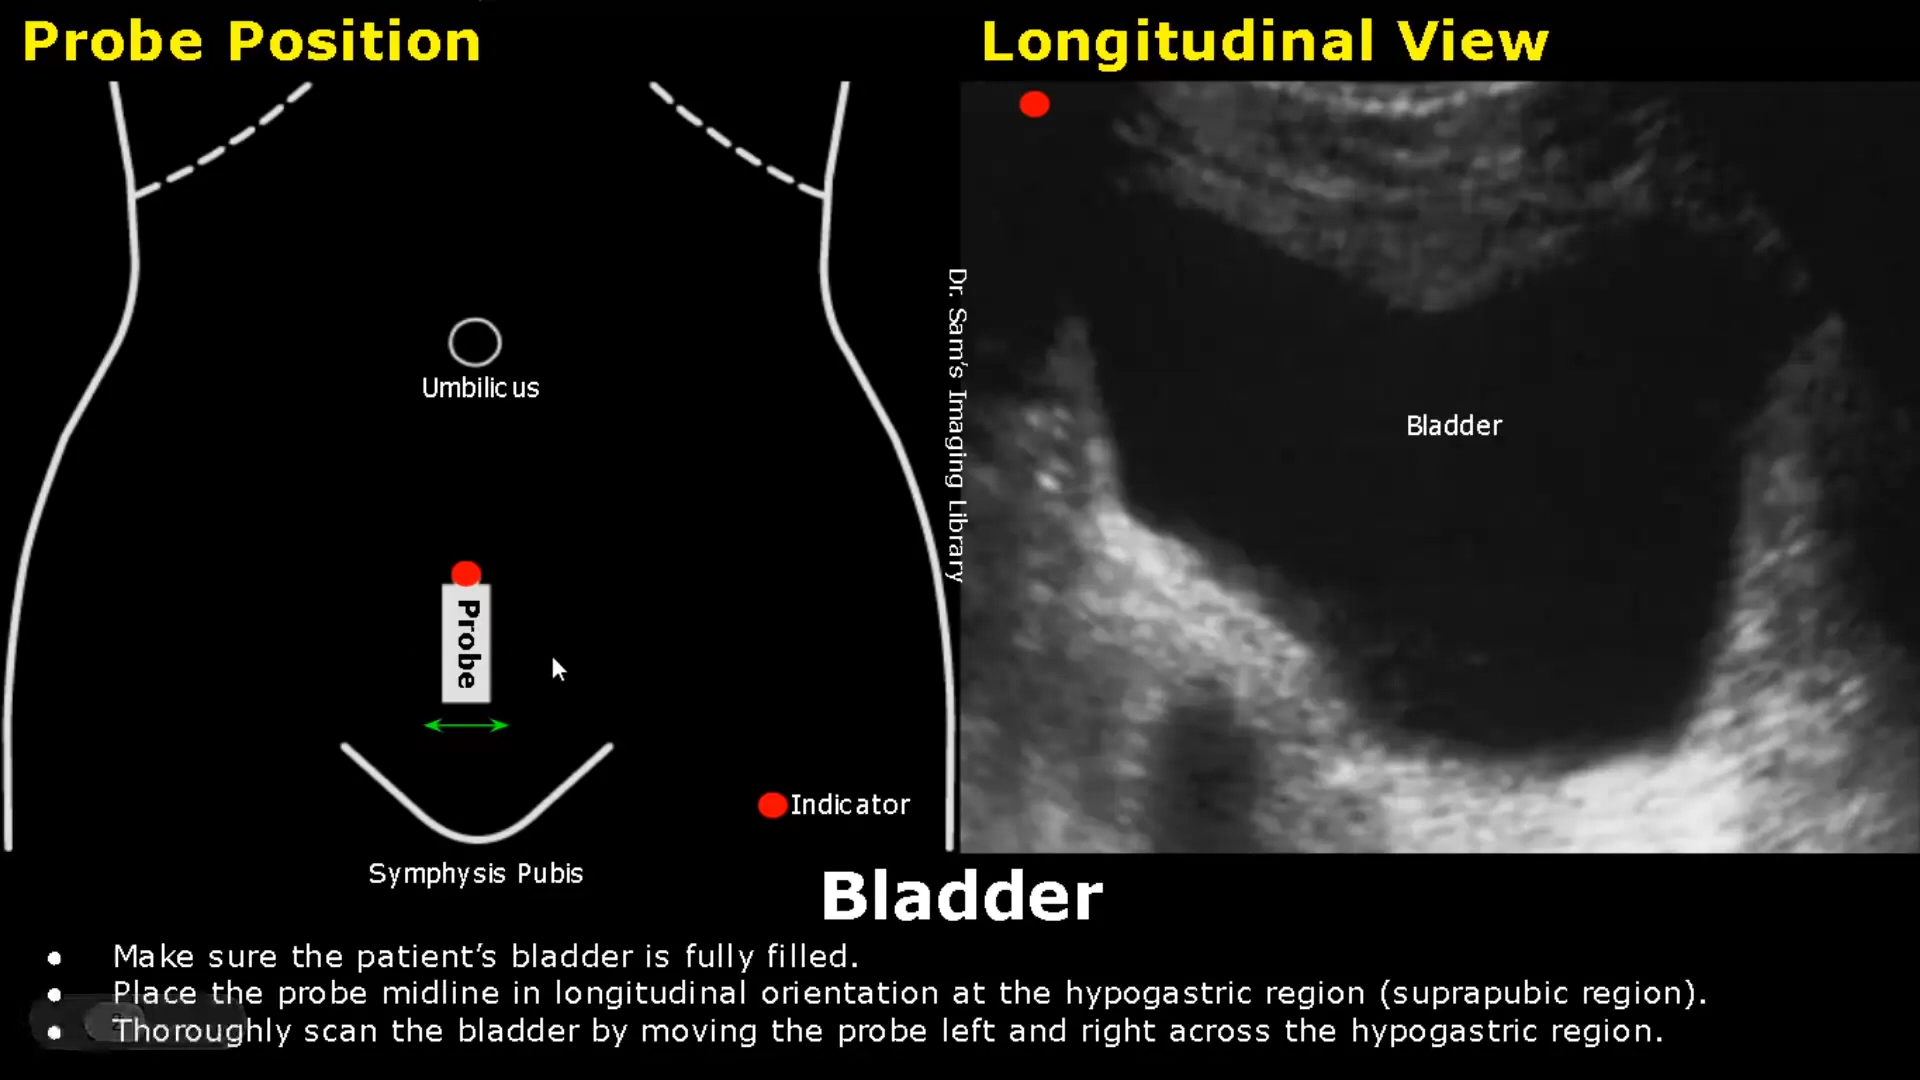 Probe Position
Longitudinal View
Umbilicus
Probe
Indicator
Symphysis Pubis
Dr. Sam's Imaging Library
Bladder
Bladder
• Make sure the patient’s bladder is fully filled.
• Place the probe midline in longitudinal orientation at the hypogastric region (suprapubic region).
• Thoroughly scan the bladder by moving the probe left and right across the hypogastric region.